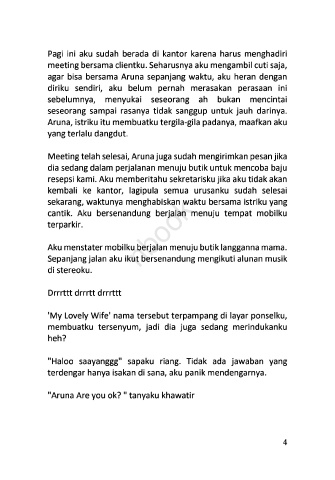 Pagi ini aku sudah berada di kantor karena harus menghadiri
meeting bersama clientku. Seharusnya aku mengambil cuti saja,
agar bisa bersama Aruna sepanjang waktu, aku heran dengan
diriku sendiri, aku belum pernah merasakan perasaan ini
sebelumnya, menyukai seseorang ah bukan mencintai
seseorang sampai rasanya tidak sanggup untuk jauh darinya.
Aruna, istriku itu membuatku tergila-gila padanya, maafkan aku
yang terlalu dangdut.
Meeting telah selesai, Aruna juga sudah mengirimkan pesan jika
dia sedang dalam perjalanan menuju butik untuk mencoba baju
resepsi kami. Aku memberitahu sekretarisku jika aku tidak akan
kembali ke kantor, lagipula semua urusanku sudah selesai
sekarang, waktunya menghabiskan waktu bersama istriku yang
cantik. Aku bersenandung berjalan menuju tempat mobilku
terparkir.
Aku menstater mobilku berjalan menuju butik langganna mama.
Sepanjang jalan aku ikut bersenandung mengikuti alunan musik
di stereoku.
Drrrttt drrrtt drrrttt
'My Lovely Wife' nama tersebut terpampang di layar ponselku,
membuatku tersenyum, jadi dia juga sedang merindukanku
heh?
"Haloo saayanggg" sapaku riang. Tidak ada jawaban yang
terdengar hanya isakan di sana, aku panik mendengarnya.
"Aruna Are you ok? " tanyaku khawatir
4